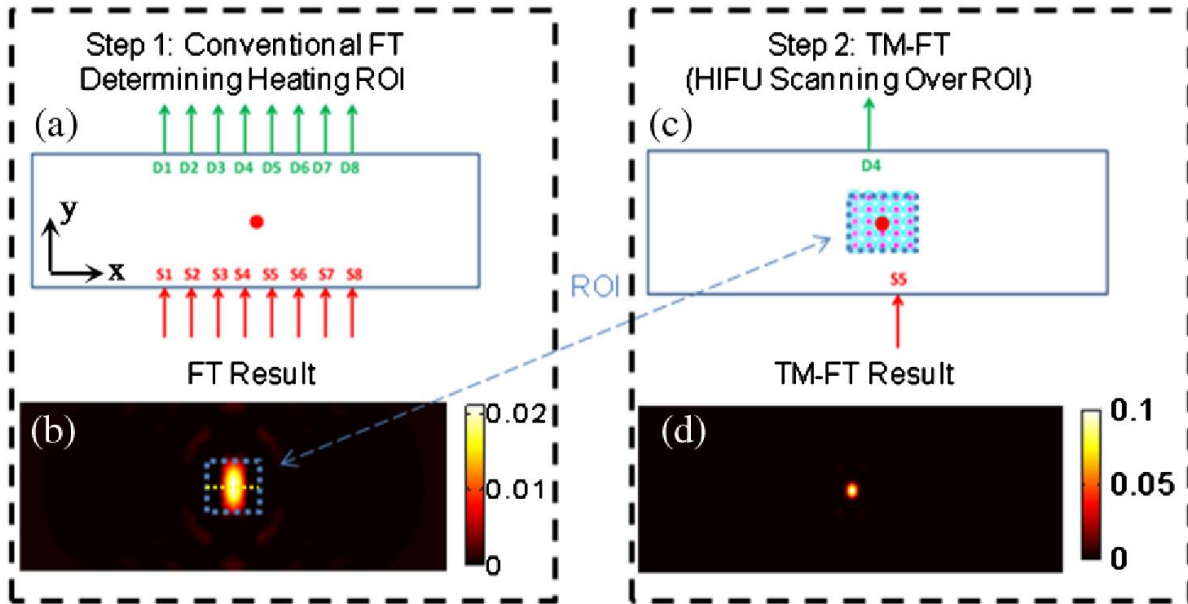 Step 1: Conventional FT
Determining Heating ROI
(a)
D1 D2 D3 D4 D5 D6 D7 D8
y
x
S1 S2 S3 S4 S5 S6 S7 S8
FT Result
(b)
0.02
0.01
0
ROI
Step 2: TM-FT
(HIFU Scanning Over ROI)
(c)
D4
S5
TM-FT Result
(d)
0.1
0.05
0